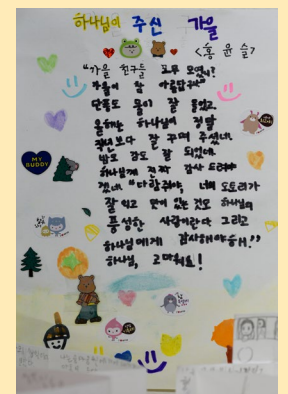 하나님이 주신 가을
<홍윤슬>
"가을 친구들 모두 모였니?
가을이 참 아름답구나"
단풍도 물이 잘 들었고
올해는 하나님이 정말
작년보다 잘 꾸며 주셨네.
밤도 감도 잘 되었네.
하나님께 진짜 감사 드려야
겠네" 다람쥐야, 너의 도토리가
잘 익고 맛이 있는 것도 하나님의
풍성한 사랑이란다 그리고
하나님에게 감사해야 해!"
하나님, 고마워요!
MY BUDDY